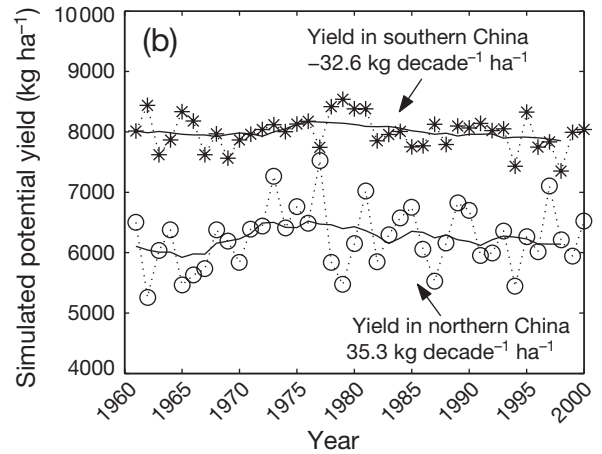 (b)
Yield in southern China
–32.6 kg decade⁻¹ ha⁻¹
Yield in northern China
35.3 kg decade⁻¹ ha⁻¹
Simulated potential yield (kg ha⁻¹)
10000
9000
8000
7000
6000
5000
4000
1960
1965
1970
1975
1976
1981
1985
1990
1995
2000
Year